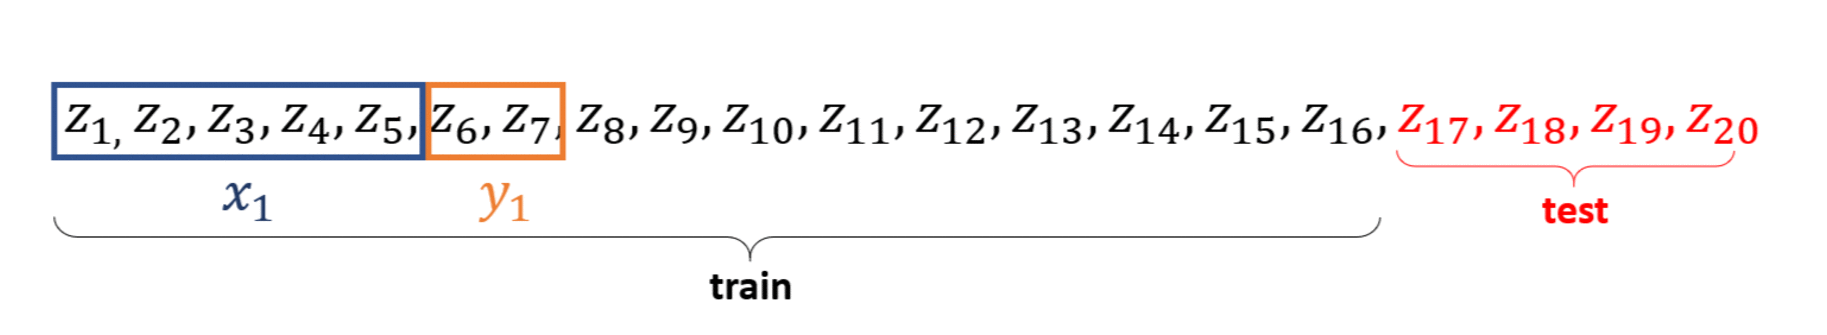 z₁, z₂, z₃, z₄, z₅, z₆, z₇, z₈, z₉, z₁₀, z₁₁, z₁₂, z₁₃, z₁₄, z₁₅, z₁₆, z₁₇, z₁₈, z₁₉, z₂₀
x₁ y₁ test
train